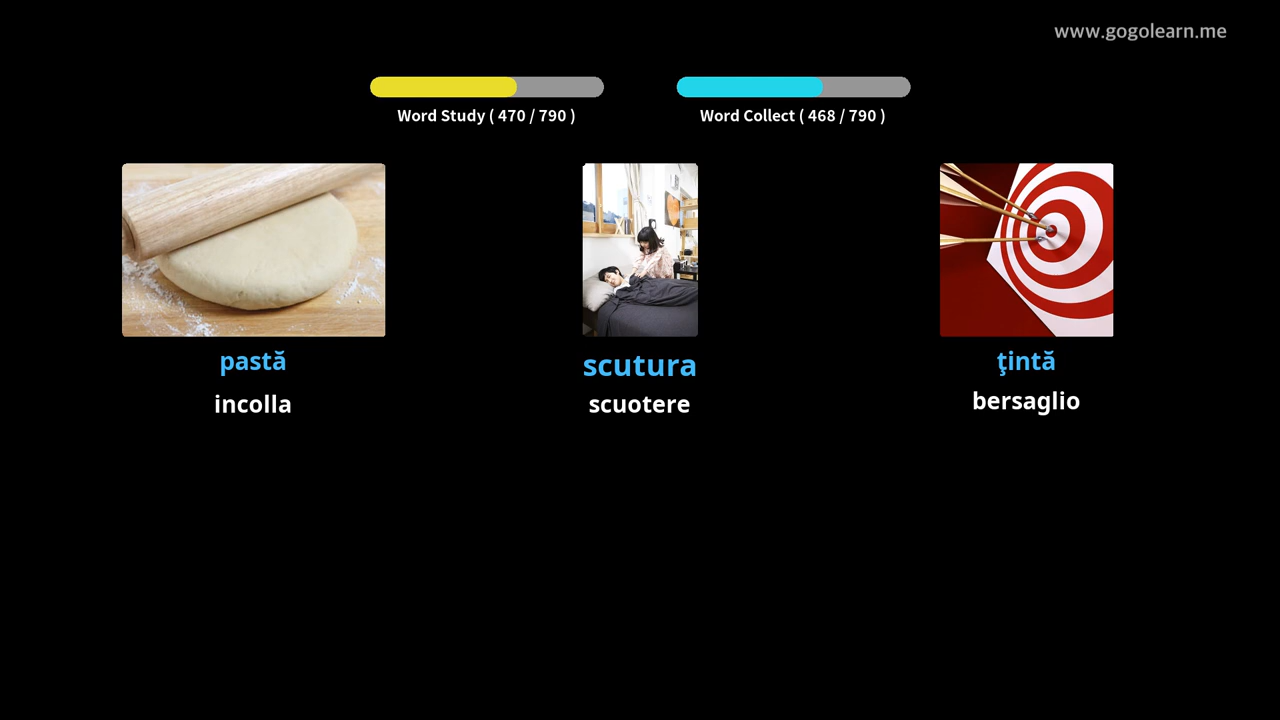 www.gogolearn.me
Word Study ( 470 / 790 )
Word Collect ( 468 / 790 )
pastă
scutura
ţintă
incolla
scuotere
bersaglio